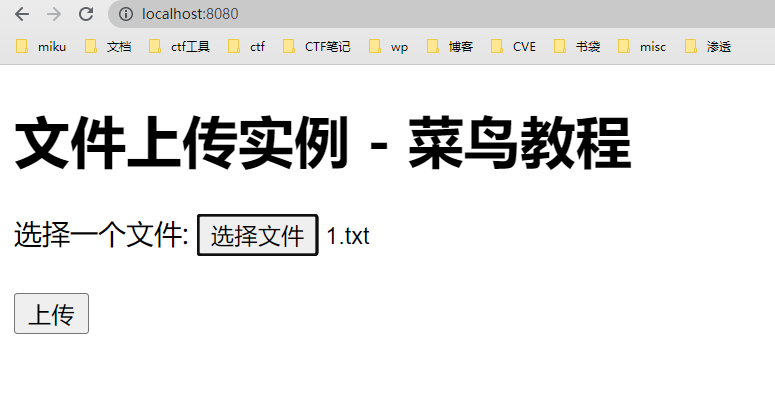 localhost:8080
miku 文档 ctf工具 ctf CTF笔记 wp 博客 CVE 书袋 misc 渗透
文件上传实例 - 菜鸟教程
选择一个文件: 选择文件 1.txt
上传